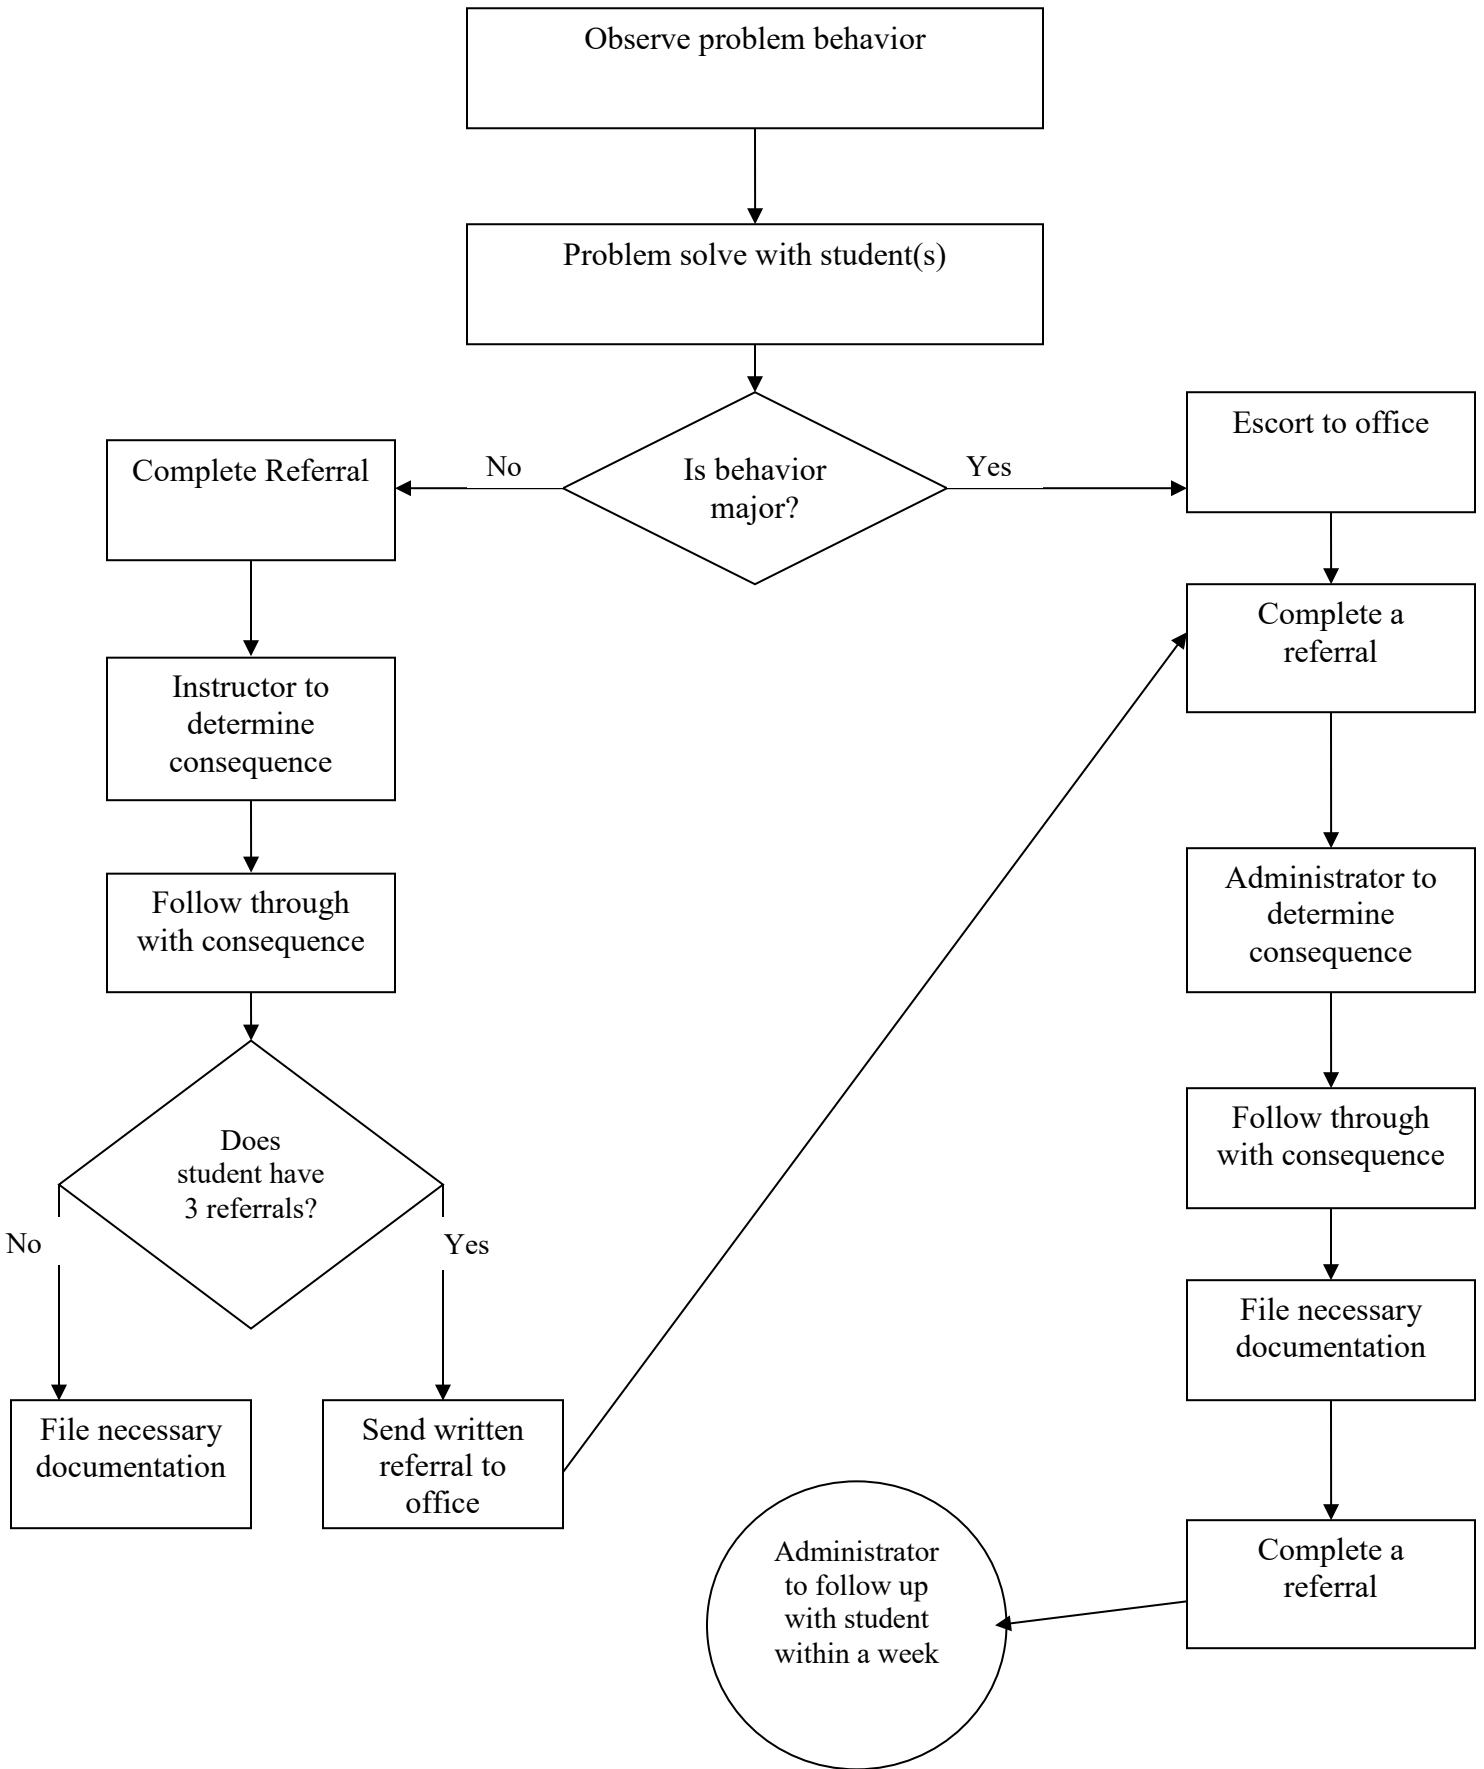 Observe problem behavior
Problem solve with student(s)
Is behavior
major?
No
Yes
Complete Referral
Instructor to
determine
consequence
Follow through
with consequence
Does
student have
3 referrals?
No
Yes
File necessary
documentation
Send written
referral to
office
Escort to office
Complete a
referral
Administrator to
determine
consequence
Follow through
with consequence
File necessary
documentation
Complete a
referral
Administrator
to follow up
with student
within a week